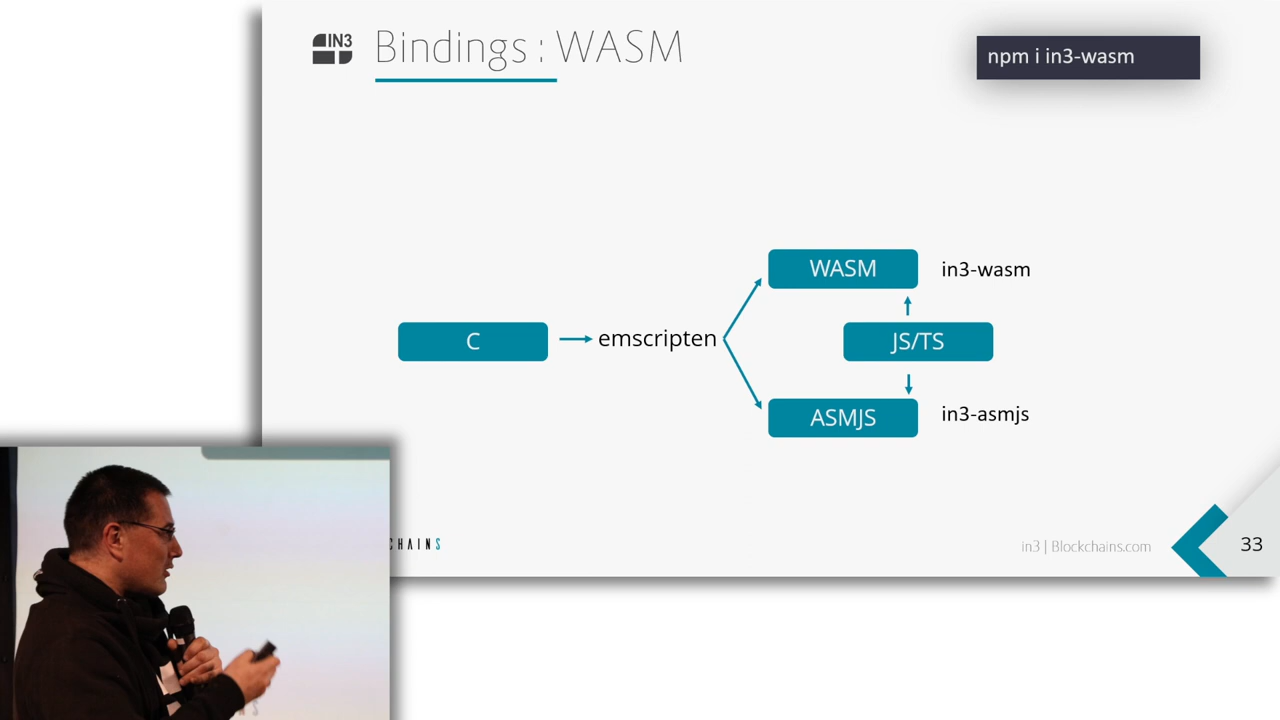 IN3
Bindings : WASM
npm i in3-wasm
WASM
in3-wasm
C
emscripten
JS/TS
ASMJS
in3-asmjs
CHAINS
in3 | Blockchains.com
33